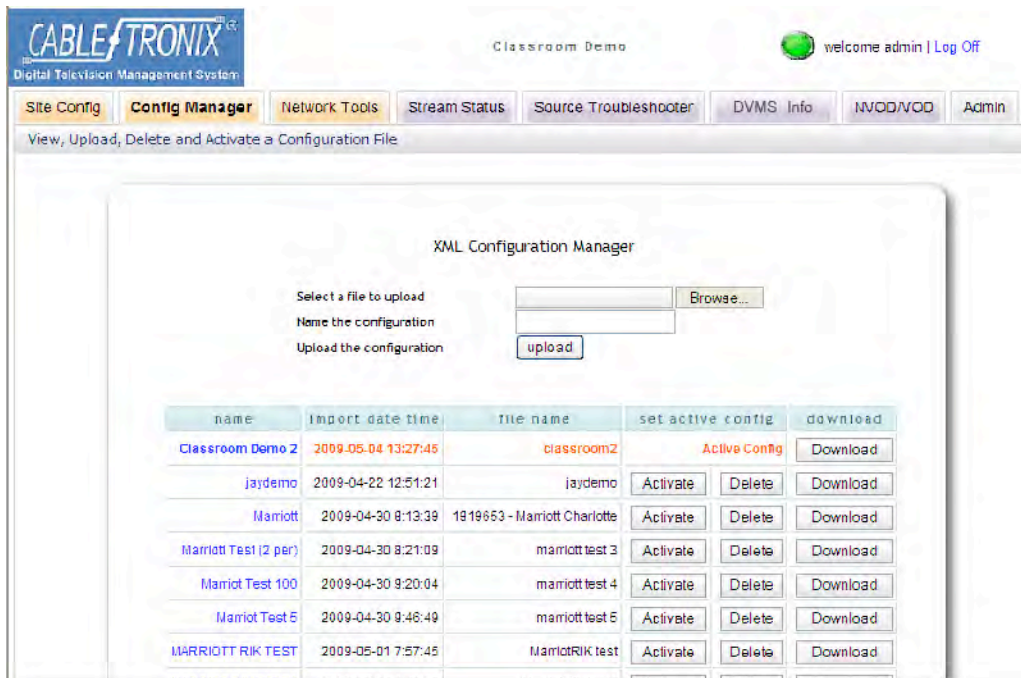 CABLE TRONIX®
Digital Television Management System
Classroom Demo
welcome admin | Log Off
Site Config Config Manager Network Tools Stream Status Source Troubleshooter DVMS Info NVOD/VOD Admin
View, Upload, Delete and Activate a Configuration File
XML Configuration Manager
Select a file to upload Browse...
Name the configuration
Upload the configuration upload
name import date time file name set active config download
Classroom Demo 2 2009-05-04 13:27:45 classroom2 Active Config Download
jaydemo 2009-04-22 12:51:21 jaydemo Activate Delete Download
Marriott 2009-04-30 8:13:39 1919653 - Marriott Charlotte Activate Delete Download
Marriott Test (2 per) 2009-04-30 8:21:09 marriott test 3 Activate Delete Download
Marriot Test 100 2009-04-30 9:20:04 marriott test 4 Activate Delete Download
Marriot Test 5 2009-04-30 9:46:49 marriott test 5 Activate Delete Download
MARRIOTT RIK TEST 2009-05-01 7:57:45 MarriotRIK test Activate Delete Download